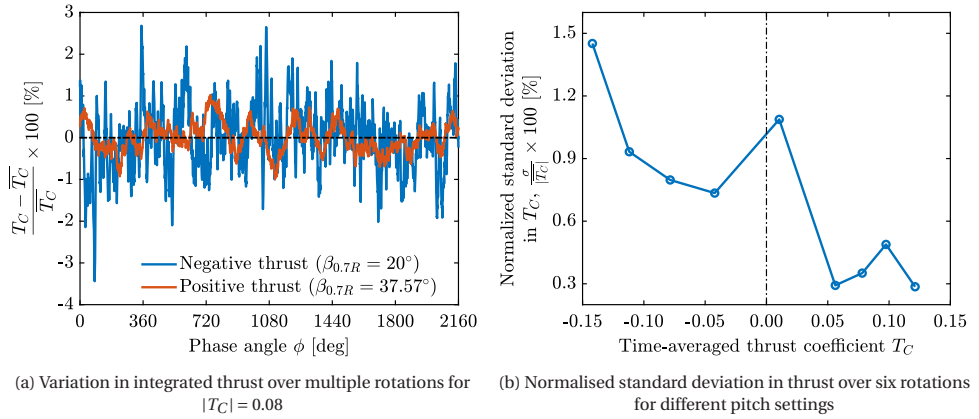 3
2
1
0
-1
-2
-3
-4
T_C − \overline{T_C} / \overline{T_C} × 100 [%]
Negative thrust (β_{0.7R} = 20°)
Positive thrust (β_{0.7R} = 37.57°)
0 360 720 1080 1440 1800 2160
Phase angle ϕ [deg]
(a) Variation in integrated thrust over multiple rotations for
|T_C| = 0.08
1.5
1.2
0.9
0.6
0.3
Normalized standard deviation
in T_C, σ/|\overline{T_C}| × 100 [%]
-0.15 -0.10 -0.05 0.00 0.05 0.10 0.15
Time-averaged thrust coefficient T_C
(b) Normalised standard deviation in thrust over six rotations
for different pitch settings